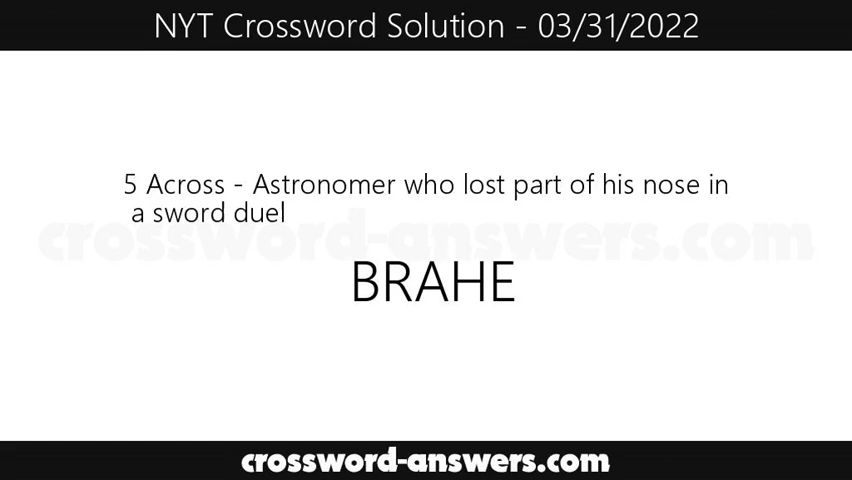 NYT Crossword Solution - 03/31/2022
5 Across - Astronomer who lost part of his nose in
a sword duel
crossword-answers.com
BRAHE
crossword-answers.com